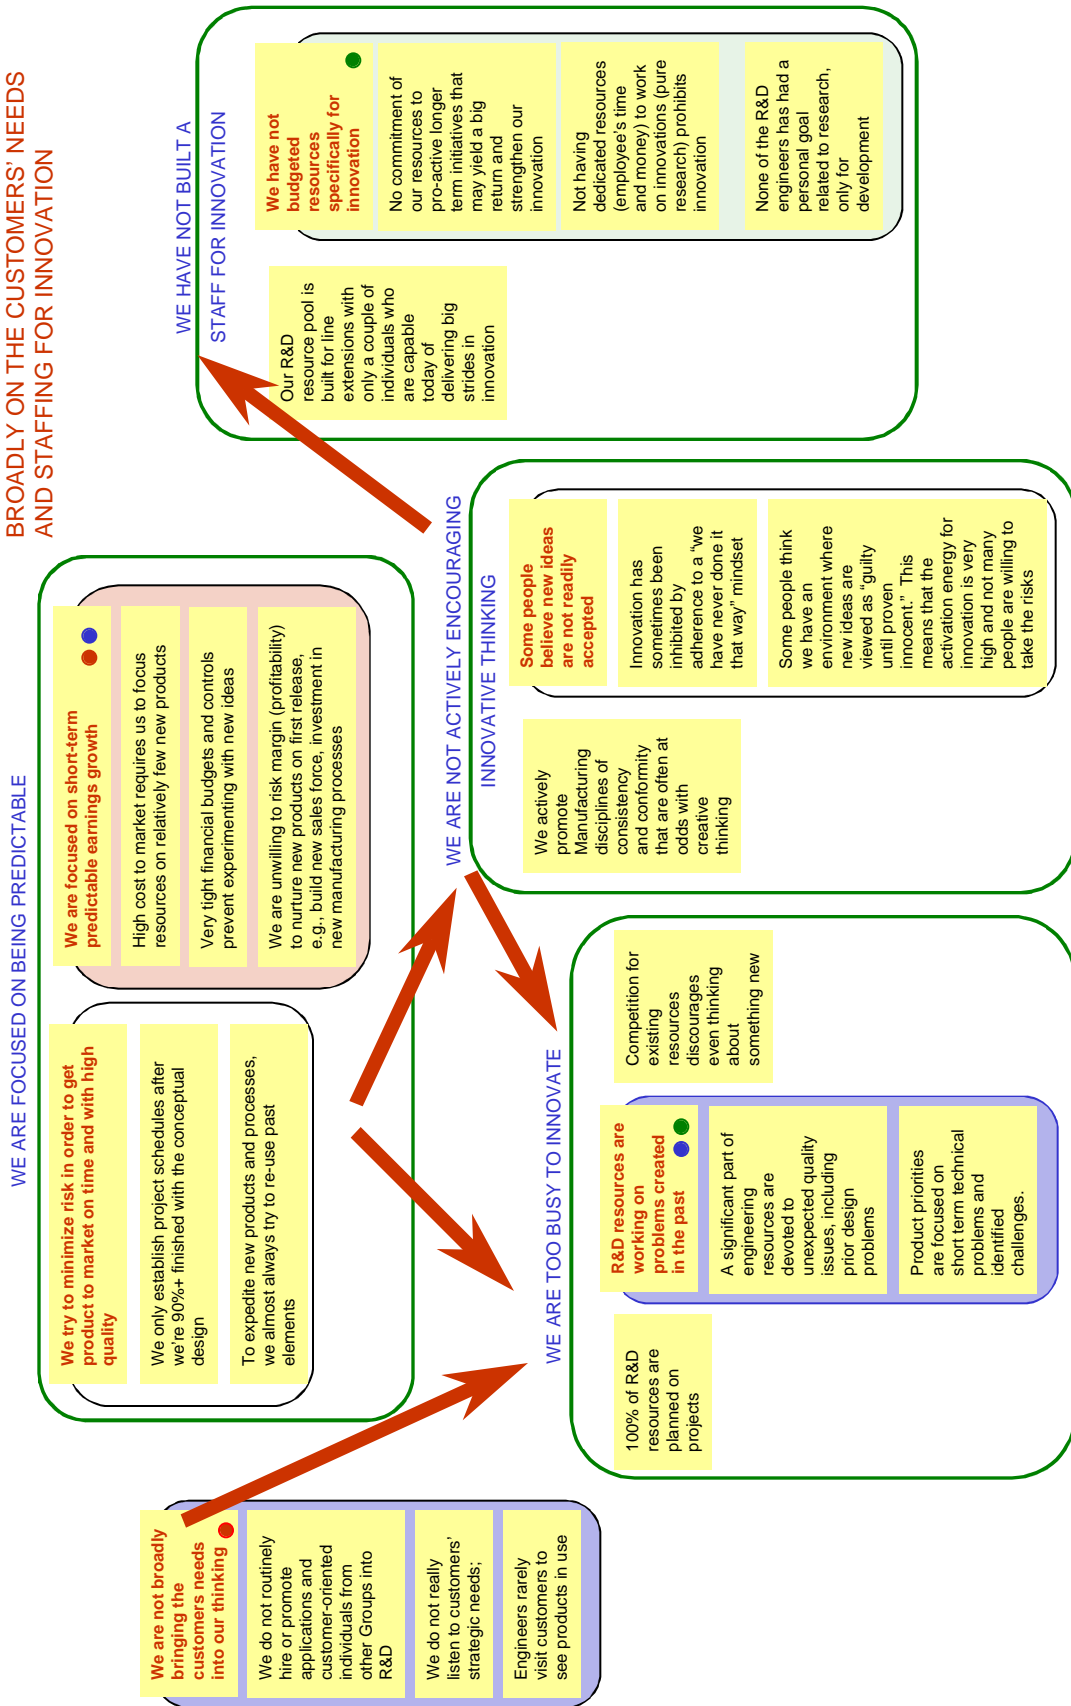 BROADLY ON THE CUSTOMERS' NEEDS
AND STAFFING FOR INNOVATION
WE ARE FOCUSED ON BEING PREDICTABLE
We try to minimize risk in order to get
product to market on time and with high
quality
We only establish project schedules after
we're 90%+ finished with the conceptual
design
To expedite new products and processes,
we almost always try to re-use past
elements
We are focused on short-term
predictable earnings growth
High cost to market requires us to focus
resources on relatively few new products
Very tight financial budgets and controls
prevent experimenting with new ideas
We are unwilling to risk margin (profitability)
to nurture new products on first release,
e.g., build new sales force, investment in
new manufacturing processes
We are not broadly
bringing the
customers needs
into our thinking
We do not routinely
hire or promote
applications and
customer-oriented
individuals from
other Groups into
R&D
We do not really
listen to customers'
strategic needs;
Engineers rarely
visit customers to
see products in use
WE ARE TOO BUSY TO INNOVATE
100% of R&D
resources are
planned on
projects
R&D resources are
working on
problems created
in the past
A significant part of
engineering
resources are
devoted to
unexpected quality
issues, including
prior design
problems
Product priorities
are focused on
short term technical
problems and
identified
challenges.
Competition for
existing
resources
discourages
even thinking
about
something new
WE ARE NOT ACTIVELY ENCOURAGING
INNOVATIVE THINKING
We actively
promote
Manufacturing
disciplines of
consistency
and conformity
that are often at
odds with
creative
thinking
Some people
believe new ideas
are not readily
accepted
Innovation has
sometimes been
inhibited by
adherence to a "we
have never done it
that way" mindset
Some people think
we have an
environment where
new ideas are
viewed as "guilty
until proven
innocent." This
means that the
activation energy for
innovation is very
high and not many
people are willing to
take the risks
WE HAVE NOT BUILT A
STAFF FOR INNOVATION
Our R&D
resource pool is
built for line
extensions with
only a couple of
individuals who
are capable
today of
delivering big
strides in
innovation
We have not
budgeted
resources
specifically for
innovation
No commitment of
our resources to
pro-active longer
term initiatives that
may yield a big
return and
strengthen our
innovation
Not having
dedicated resources
(employee's time
and money) to work
on innovations (pure
research) prohibits
innovation
None of the R&D
engineers has had a
personal goal
related to research,
only for
development